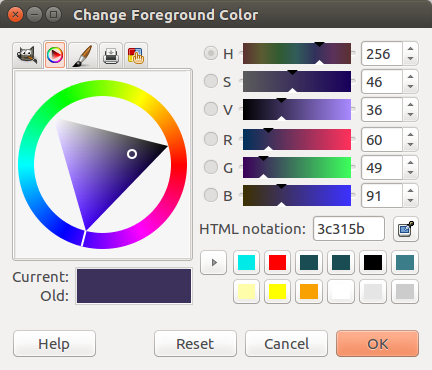 Change Foreground Color
H 256
S 46
V 36
R 60
G 49
B 91
HTML notation: 3c315b
Current:
Old:
Help Reset Cancel OK